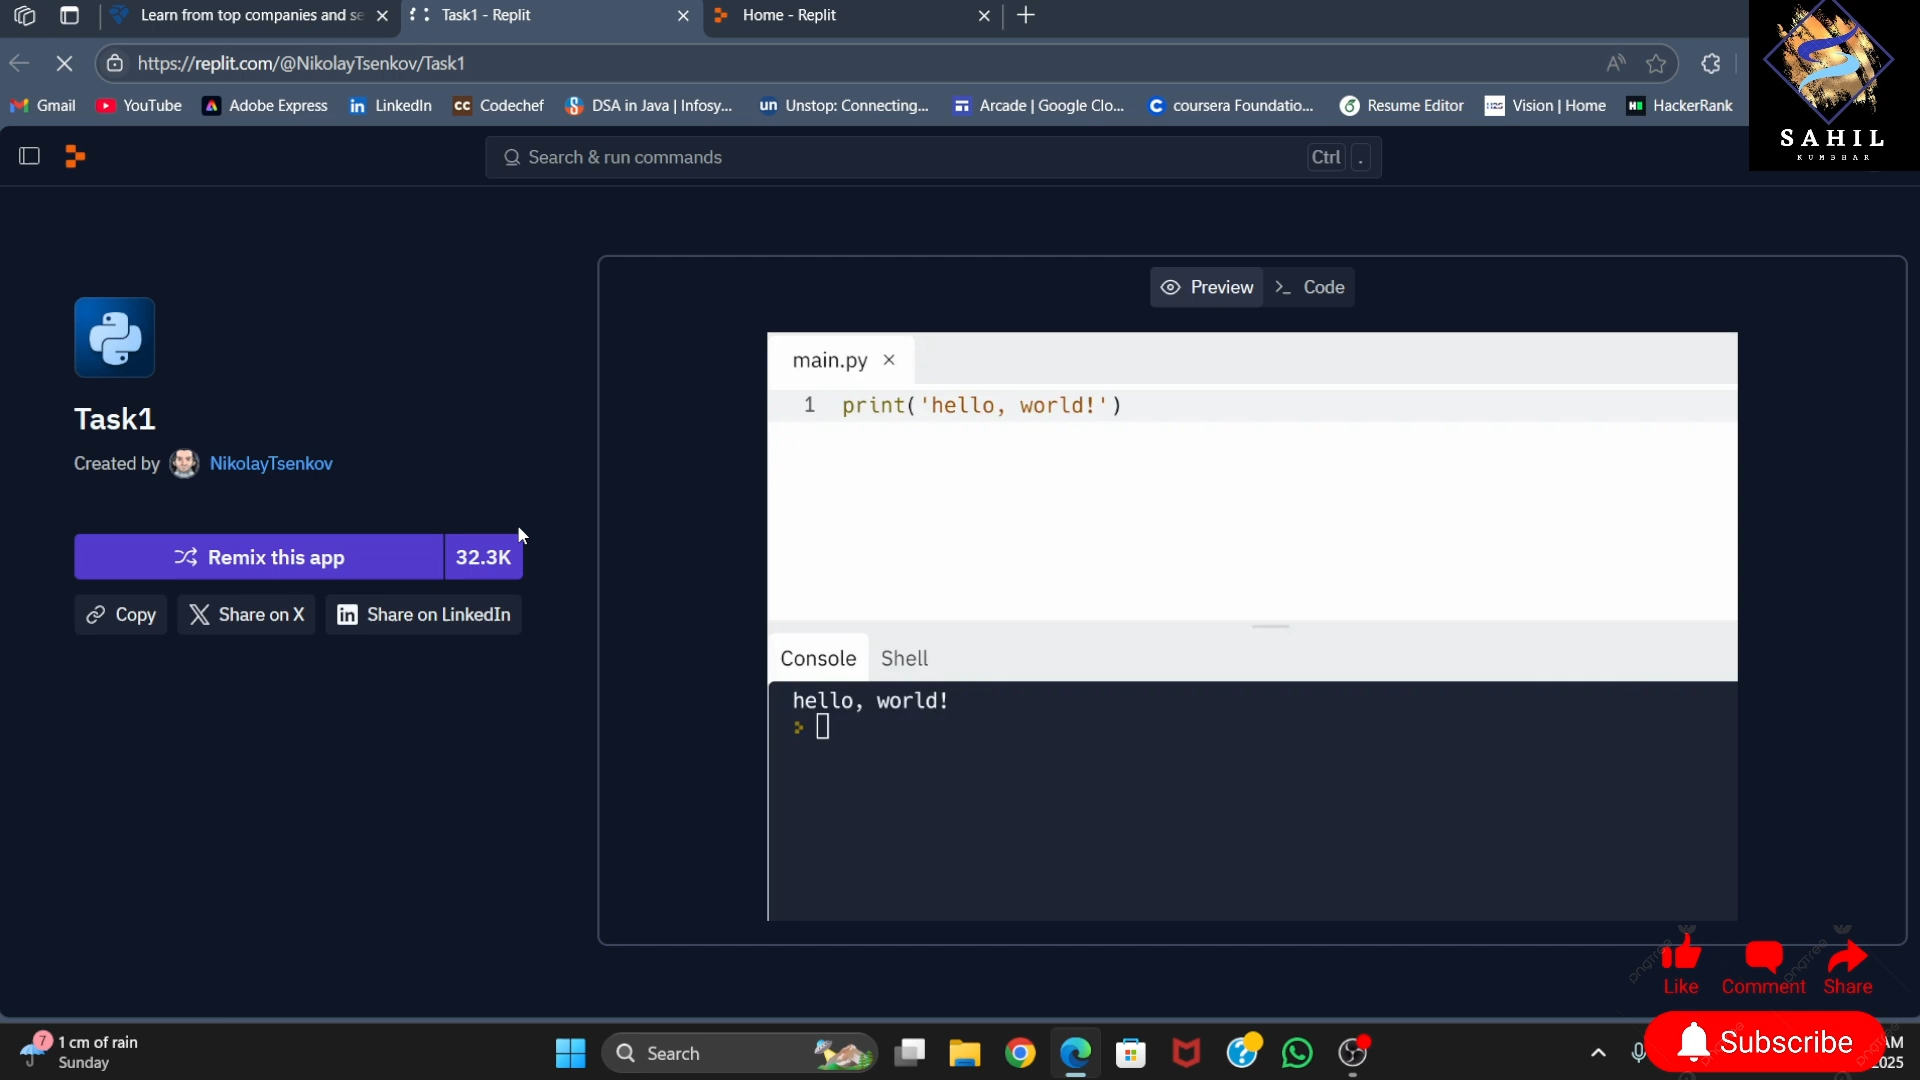 Learn from top companies and se
Task1 - Replit
Home - Replit
https://replit.com/@NikolayTsenkov/Task1
Gmail
YouTube
Adobe Express
LinkedIn
Codechef
DSA in Java | Infosy...
Unstop: Connecting...
Arcade | Google Clo...
coursera Foundatio...
Resume Editor
Vision | Home
HackerRank
SAHIL
KUMBHAR
Search & run commands
Ctrl .
Preview
Code
main.py
1 print('hello, world!')
Task1
Created by NikolayTsenkov
Remix this app 32.3K
Copy
Share on X
Share on LinkedIn
Console Shell
hello, world!
Like Comment Share
Subscribe
7
1 cm of rain
Sunday
Search
AM
2025